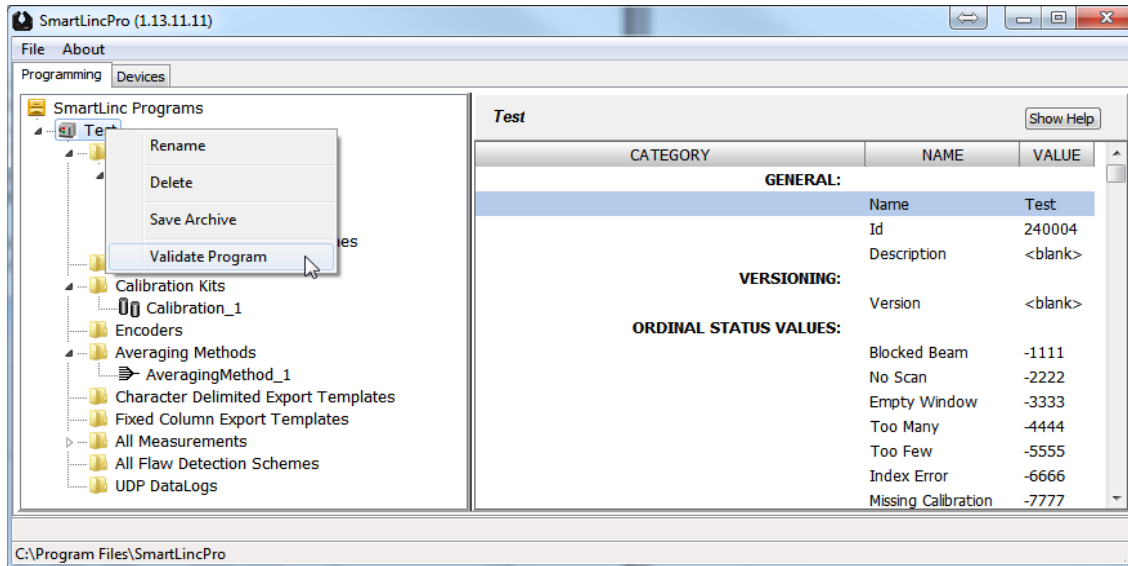 SmartLincPro (1.13.11.11)
File About
Programming Devices
SmartLinc Programs
Test
Rename
Delete
Save Archive
Validate Program
Calibration Kits
Calibration_1
Encoders
Averaging Methods
AveragingMethod_1
Character Delimited Export Templates
Fixed Column Export Templates
All Measurements
All Flaw Detection Schemes
UDP DataLogs
Test Show Help
CATEGORY NAME VALUE
GENERAL:
Name Test
Id 240004
Description <blank>
VERSIONING:
Version <blank>
ORDINAL STATUS VALUES:
Blocked Beam -1111
No Scan -2222
Empty Window -3333
Too Many -4444
Too Few -5555
Index Error -6666
Missing Calibration -7777
C:\Program Files\SmartLincPro